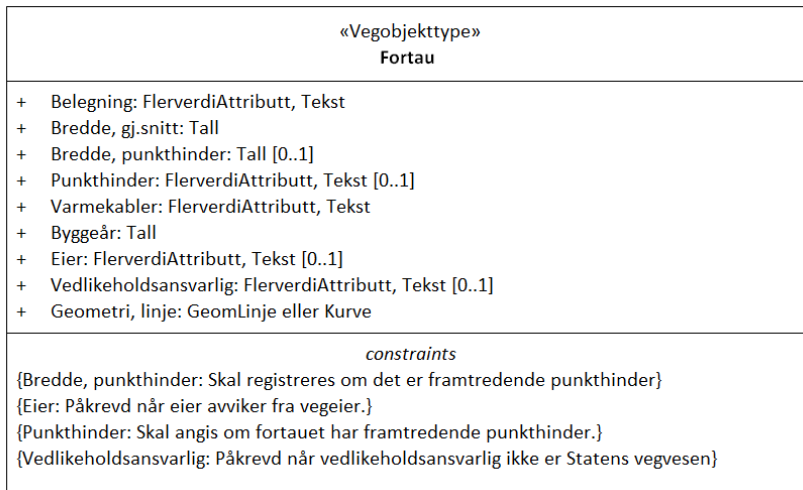 «Vegobjekttype»
Fortau
+ Belegning: FlerverdiAttributt, Tekst
+ Bredde, gj.snitt: Tall
+ Bredde, punkthinder: Tall [0..1]
+ Punkthinder: FlerverdiAttributt, Tekst [0..1]
+ Varmekabler: FlerverdiAttributt, Tekst
+ Byggeår: Tall
+ Eier: FlerverdiAttributt, Tekst [0..1]
+ Vedlikeholdsansvarlig: FlerverdiAttributt, Tekst [0..1]
+ Geometri, linje: GeomLinje eller Kurve
constraints
{Bredde, punkthinder: Skal registreres om det er framtredende punkthinder}
{Eier: Påkrevd når eier avviker fra vegeier.}
{Punkthinder: Skal angis om fortauet har framtredende punkthinder.}
{Vedlikeholdsansvarlig: Påkrevd når vedlikeholdsansvarlig ikke er Statens vegvesen}